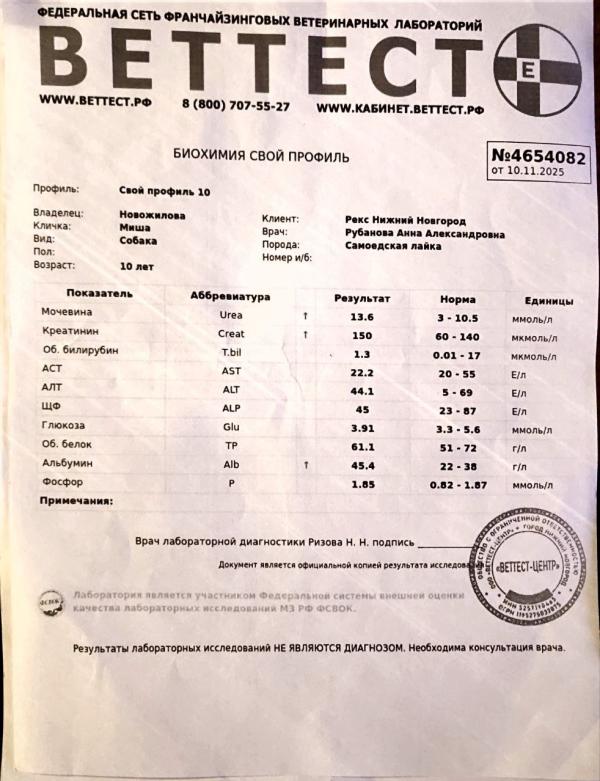 ФЕДЕРАЛЬНАЯ СЕТЬ ФРАНЧАЙЗИНГОВЫХ ВЕТЕРИНАРНЫХ ЛАБОРАТОРИЙ
ВЕТТЕСТ
Е
WWW.ВЕТТЕСТ.РФ 8 (800) 707-55-27 WWW.КАБИНЕТ.ВЕТТЕСТ.РФ
БИОХИМИЯ СВОЙ ПРОФИЛЬ
№4654082
от 10.11.2025
Профиль: Свой профиль 10
Владелец: Новожилова Клиент: Рекс Нижний Новгород
Кличка: Миша Врач: Рубанова Анна Александровна
Вид: Собака Порода: Самоедская лайка
Пол: Номер и/б:
Возраст: 10 лет
Показатель Аббревиатура Результат Норма Единицы
Мочевина Urea ↑ 13.6 3 - 10.5 ммоль/л
Креатинин Creat ↑ 150 60 - 140 мкмоль/л
Об. билирубин T.bil 1.3 0.01 - 17 мкмоль/л
АСТ AST 22.2 20 - 55 Е/л
АЛТ ALT 44.1 5 - 69 Е/л
ЩФ ALP 45 23 - 87 Е/л
Глюкоза Glu 3.91 3.3 - 5.6 ммоль/л
Об. белок TP 61.1 51 - 72 г/л
Альбумин Alb ↑ 45.4 22 - 38 г/л
Фосфор P 1.85 0.82 - 1.87 ммоль/л
Примечания:
Врач лабораторной диагностики Ризова Н. Н. подпись
Документ является официальной копией результата
«ВЕТТЕСТ-ЦЕНТР»
ФСВОК
Лаборатория является участником Федеральной системы внешней оценки
качества лабораторных исследований МЗ РФ ФСВОК.
Результаты лабораторных исследований НЕ ЯВЛЯЮТСЯ ДИАГНОЗОМ. Необходима консультация врача.